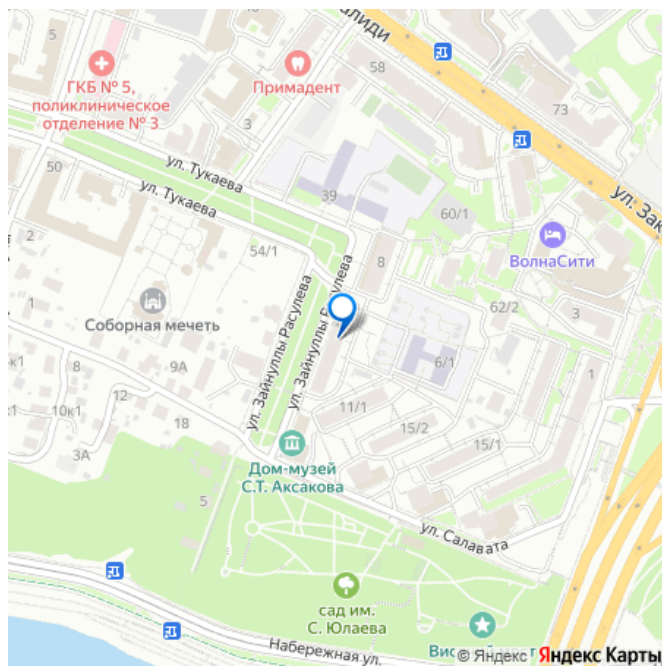 5
алиди
ГКБ № 5,
поликлиническое
отделение № 3
Примадент
58
73
3
ул. Тукаева
50
ул. Тукаева
39
ул. Зак
60/1
2
54/1
8
ВолнаСити
ул. Зайнуллы Расулева
ул. Зайнуллы Расулева
62/2
3
1
Соборная мечеть
-к1
8
9А
6/1
1
12
10к1
к1
18
11/1
15/2
15/1
3А
Дом-музей
С.Т. Аксакова
5
ул. Салавата
сад им.
С. Юлаева
Набережная ул.
© Яндекс Яндекс Карты